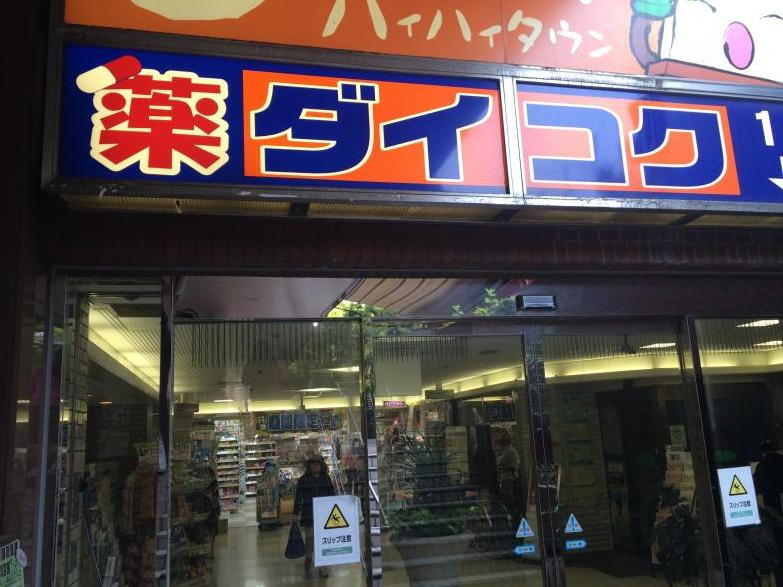 ハイハイタウン
薬 ダイコク 1
スリップ注意
スリップ注意